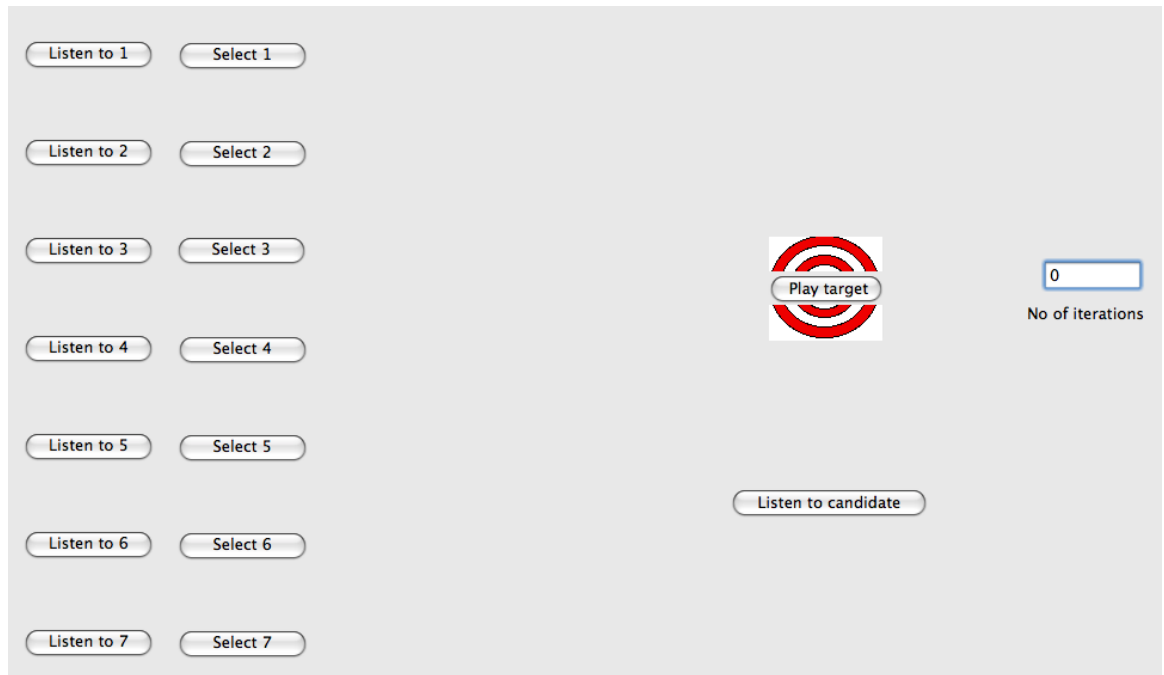 Listen to 1 Select 1
Listen to 2 Select 2
Listen to 3 Select 3
Play target
0
No of iterations
Listen to 4 Select 4
Listen to 5 Select 5
Listen to candidate
Listen to 6 Select 6
Listen to 7 Select 7